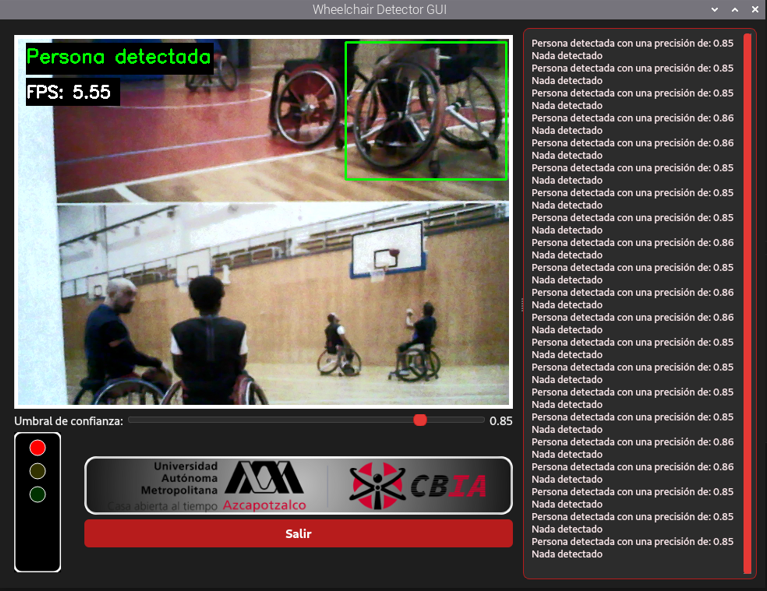 Wheelchair Detector GUI
Persona detectada
FPS: 5.55
Umbral de confianza: 0.85
Universidad
Autónoma
Metropolitana
Casa abierta al tiempo Azcapotzalco
CBIA
Salir
Persona detectada con una precisión de: 0.85
Nada detectado
Persona detectada con una precisión de: 0.85
Nada detectado
Persona detectada con una precisión de: 0.85
Nada detectado
Persona detectada con una precisión de: 0.86
Nada detectado
Persona detectada con una precisión de: 0.86
Nada detectado
Persona detectada con una precisión de: 0.85
Nada detectado
Persona detectada con una precisión de: 0.85
Nada detectado
Persona detectada con una precisión de: 0.85
Nada detectado
Persona detectada con una precisión de: 0.86
Nada detectado
Persona detectada con una precisión de: 0.85
Nada detectado
Persona detectada con una precisión de: 0.86
Nada detectado
Persona detectada con una precisión de: 0.86
Nada detectado
Persona detectada con una precisión de: 0.85
Nada detectado
Persona detectada con una precisión de: 0.85
Nada detectado
Persona detectada con una precisión de: 0.85
Nada detectado
Persona detectada con una precisión de: 0.85
Nada detectado
Persona detectada con una precisión de: 0.86
Nada detectado
Persona detectada con una precisión de: 0.86
Nada detectado
Persona detectada con una precisión de: 0.85
Nada detectado
Persona detectada con una precisión de: 0.85
Nada detectado
Persona detectada con una precisión de: 0.85
Nada detectado